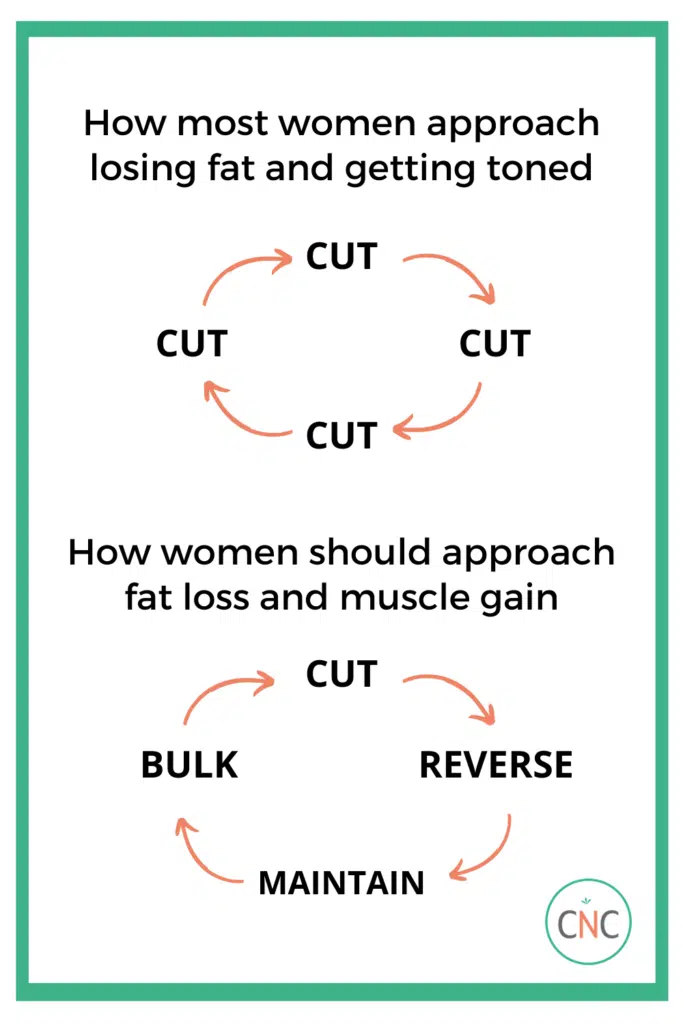 How most women approach
losing fat and getting toned
CUT
CUT
CUT
CUT
How women should approach
fat loss and muscle gain
CUT
BULK
REVERSE
MAINTAIN
CNC